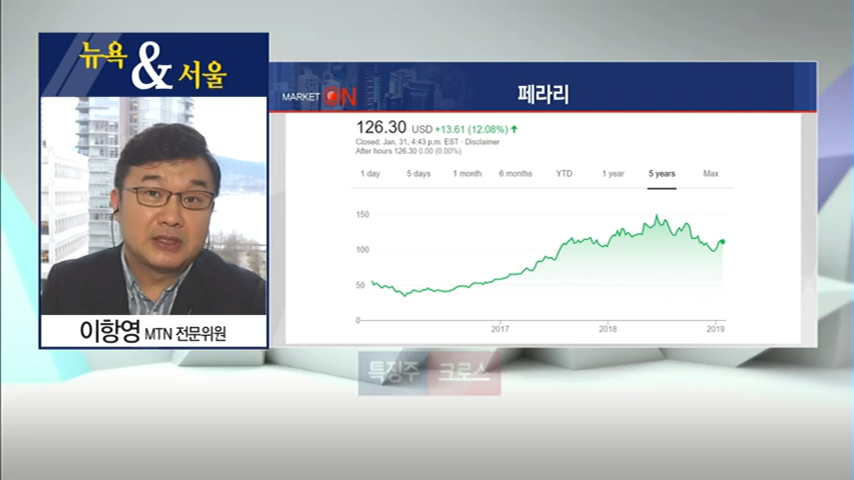 뉴욕 & 서울
MARKET ON
페라리
126.30 USD +13.61 (12.08%) ↑
Closed: Jan. 31, 4:43 p.m. EST · Disclaimer
After hours 126.30 0.00 (0.00%)
1 day 5 days 1 month 6 months YTD 1 year 5 years Max
150
100
50
0
2017 2018 2019
이항영 MTN 전문위원
특징주 크로스